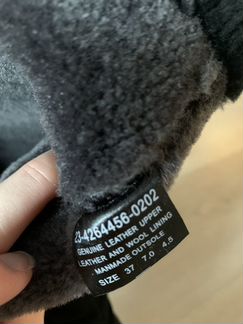 23-4264456-0202
GENUINE LEATHER UPPER
LEATHER AND WOOL LINING
MANMADE OUTSOLE
SIZE 37 7.0 4.5